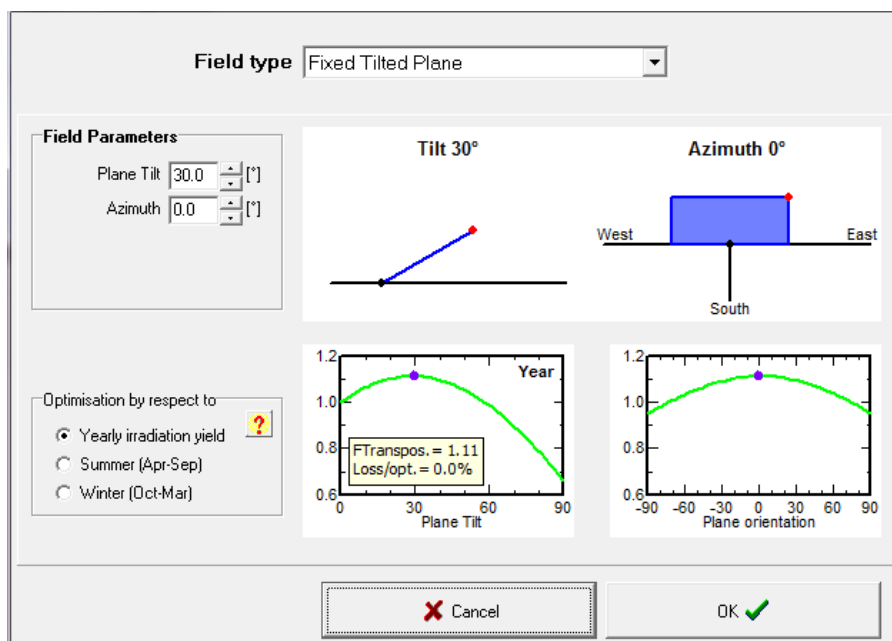 Field type Fixed Tilted Plane
Field Parameters
Plane Tilt 30.0 [°]
Azimuth 0.0 [°]
Tilt 30°
Azimuth 0°
West East
South
Optimisation by respect to
?
Yearly irradiation yield
Summer (Apr-Sep)
Winter (Oct-Mar)
1.2
1.0
0.8
0.6
Year
FTranspos. = 1.11
Loss/opt. = 0.0%
0 30 60 90
Plane Tilt
1.2
1.0
0.8
0.6
-90 -60 -30 0 30 60 90
Plane orientation
Cancel
OK